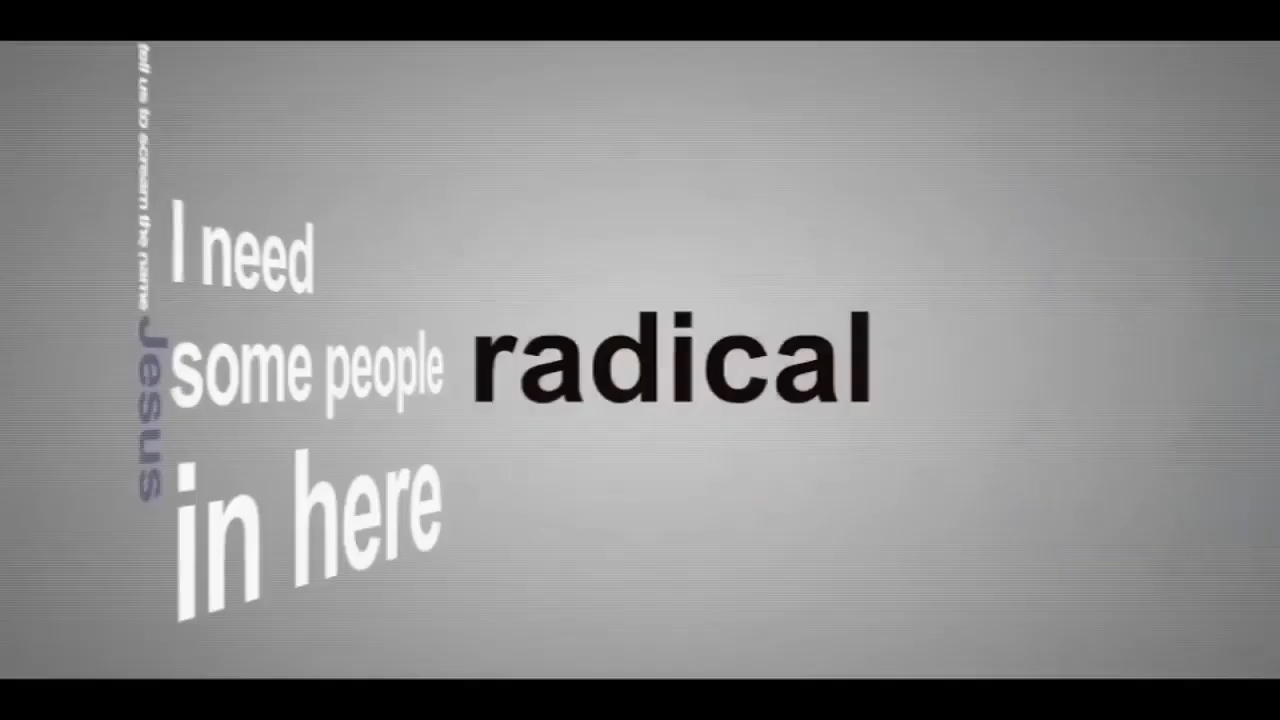 tell us to scream the name
Jesus
I need
some people
in here
radical